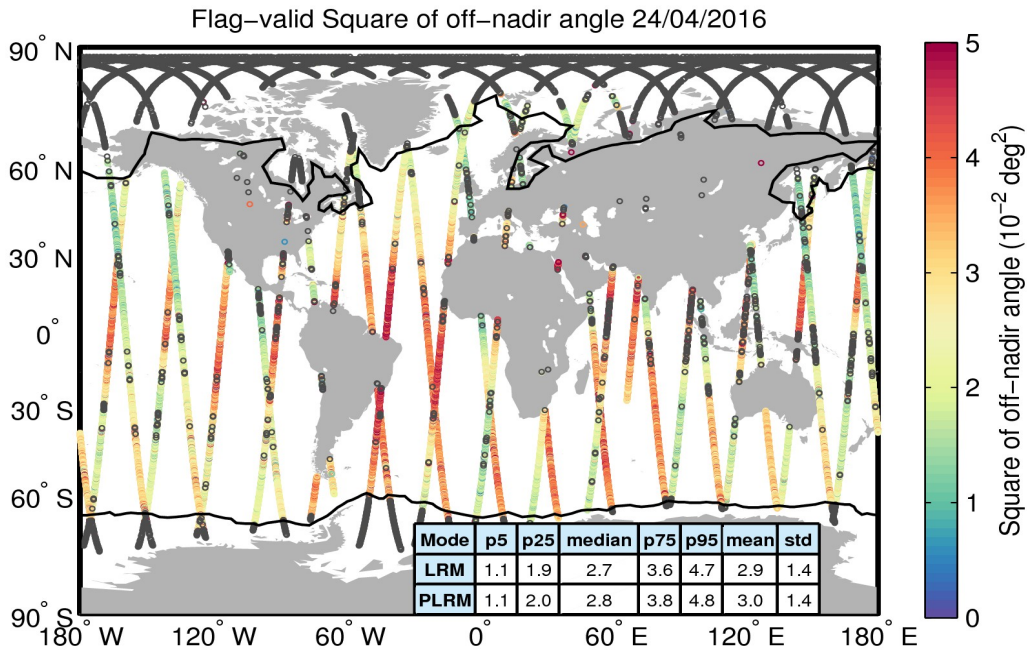 Flag−valid Square of off−nadir angle 24/04/2016
90° N
60° N
30° N
0°
30° S
60° S
90° S
180° W
120° W
60° W
0°
60° E
120° E
180° E
5
4
3
2
1
0
Square of off−nadir angle (10⁻² deg²)
Mode p5 p25 median p75 p95 mean std
LRM 1.1 1.9 2.7 3.6 4.7 2.9 1.4
PLRM 1.1 2.0 2.8 3.8 4.8 3.0 1.4